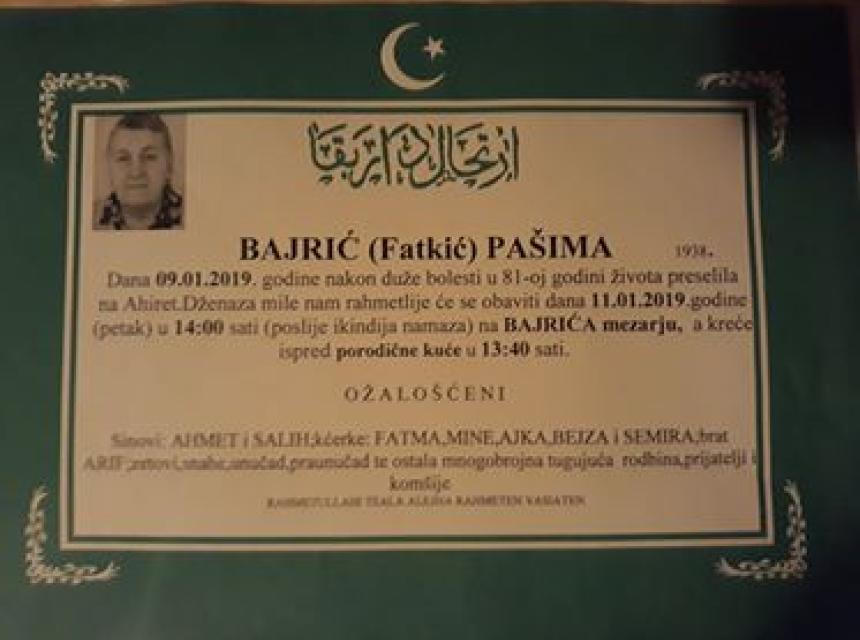 ارتحال دار بقا
BAJRIĆ (Fatkić) PAŠIMA 1938.
Dana 09.01.2019. godine nakon duže bolesti u 81-oj godini života preselila
na Ahiret.Dženaza mile nam rahmetlije će se obaviti dana 11.01.2019.godine
(petak) u 14:00 sati (poslije ikindija namaza) na BAJRIĆA mezarju, a kreće
ispred porodične kuće u 13:40 sati.
OŽALOŠĆENI
Sinovi: AHMET i SALIH;kćerke: FATMA,MINE,AJKA,BEJZA i SEMIRA;brat
ARIF;zetovi,snahe,unučad,praunučad te ostala mnogobrojna tugujuća rodbina,prijatelji i
komšije
RAHMETULLAHI TEALA ALEJHA RAHMETEN VASIATEN